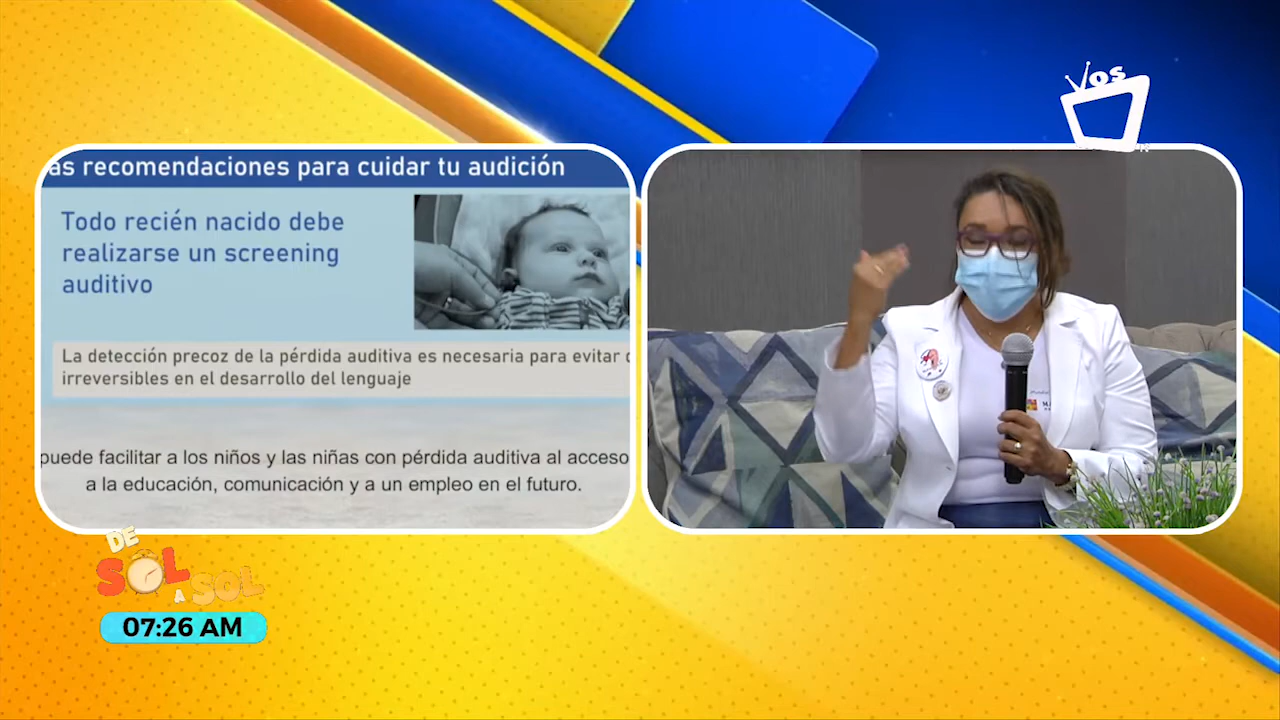 VOS
as recomendaciones para cuidar tu audición
Todo recién nacido debe
realizarse un screening
auditivo
La detección precoz de la pérdida auditiva es necesaria para evitar
irreversibles en el desarrollo del lenguaje
puede facilitar a los niños y las niñas con pérdida auditiva al acceso
a la educación, comunicación y a un empleo en el futuro.
DE
SOL
A SOL
07:26 AM